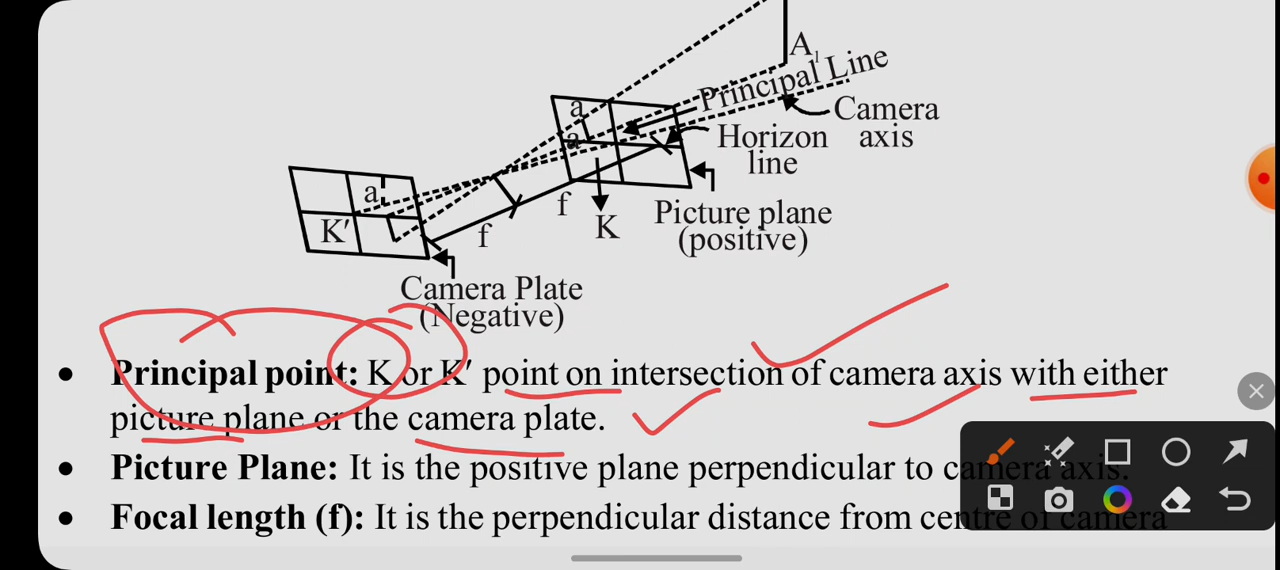 A₁
Principal Line
Camera
axis
a
a
Horizon
line
a
f
K
Picture plane
(positive)
K′
f
Camera Plate
(Negative)
• Principal point: K or K′ point on intersection of camera axis with either
picture plane or the camera plate.
• Picture Plane: It is the positive plane perpendicular to camera axis.
• Focal length (f): It is the perpendicular distance from centre of camera